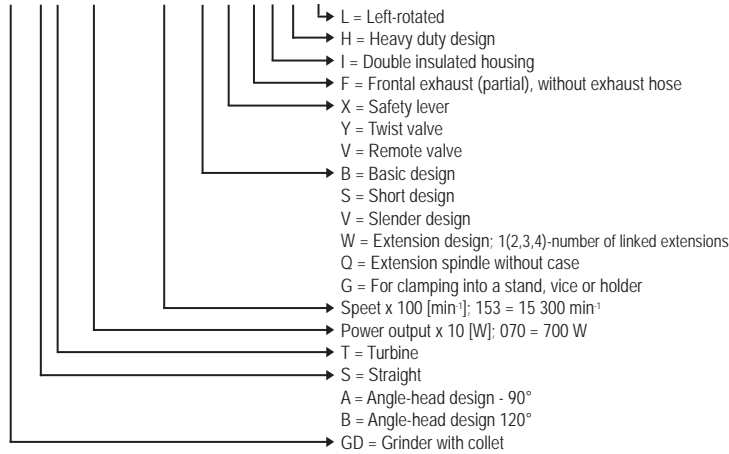 L = Left-rotated
H = Heavy duty design
I = Double insulated housing
F = Frontal exhaust (partial), without exhaust hose
X = Safety lever
Y = Twist valve
V = Remote valve
B = Basic design
S = Short design
V = Slender design
W = Extension design; 1(2,3,4)-number of linked extensions
Q = Extension spindle without case
G = For clamping into a stand, vice or holder
Speet x 100 [min⁻¹]; 153 = 15 300 min⁻¹
Power output x 10 [W]; 070 = 700 W
T = Turbine
S = Straight
A = Angle-head design - 90°
B = Angle-head design 120°
GD = Grinder with collet